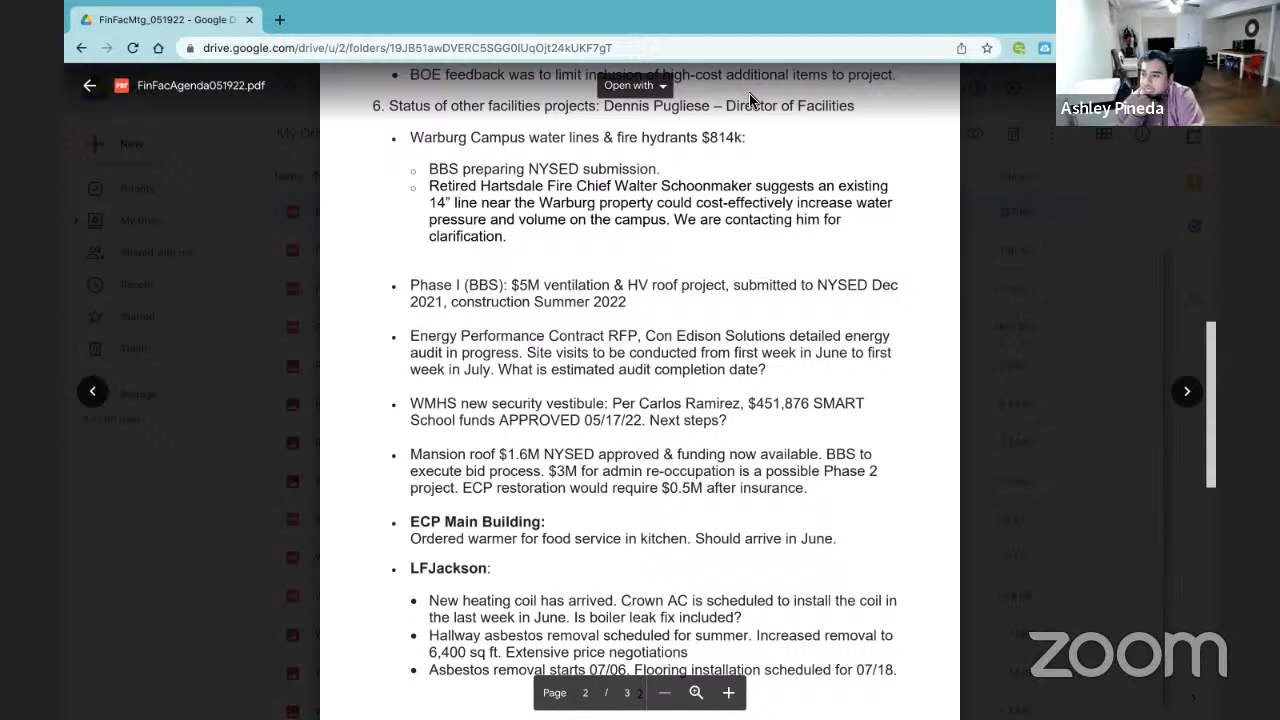 FinFacMtg_051922 - Google D
drive.google.com/drive/u/2/folders/19JB51awDVERC5SGG0lUqOjt24kUKF7gT
FinFacAgenda051922.pdf
Open with
Ashley Pineda
• BOE feedback was to limit inclusion of high-cost additional items to project.
6. Status of other facilities projects: Dennis Pugliese – Director of Facilities
• Warburg Campus water lines & fire hydrants $814k:
○ BBS preparing NYSED submission.
○ Retired Hartsdale Fire Chief Walter Schoonmaker suggests an existing
14” line near the Warburg property could cost-effectively increase water
pressure and volume on the campus. We are contacting him for
clarification.
• Phase I (BBS): $5M ventilation & HV roof project, submitted to NYSED Dec
2021, construction Summer 2022
• Energy Performance Contract RFP, Con Edison Solutions detailed energy
audit in progress. Site visits to be conducted from first week in June to first
week in July. What is estimated audit completion date?
• WMHS new security vestibule: Per Carlos Ramirez, $451,876 SMART
School funds APPROVED 05/17/22. Next steps?
• Mansion roof $1.6M NYSED approved & funding now available. BBS to
execute bid process. $3M for admin re-occupation is a possible Phase 2
project. ECP restoration would require $0.5M after insurance.
• ECP Main Building:
Ordered warmer for food service in kitchen. Should arrive in June.
• LFJackson:
• New heating coil has arrived. Crown AC is scheduled to install the coil in
the last week in June. Is boiler leak fix included?
• Hallway asbestos removal scheduled for summer. Increased removal to
6,400 sq ft. Extensive price negotiations
• Asbestos removal starts 07/06. Flooring installation scheduled for 07/18.
Page 2 / 3
2
New
Priority
My Drive
Shared with me
Recent
Starred
Trash
Storage
zoom